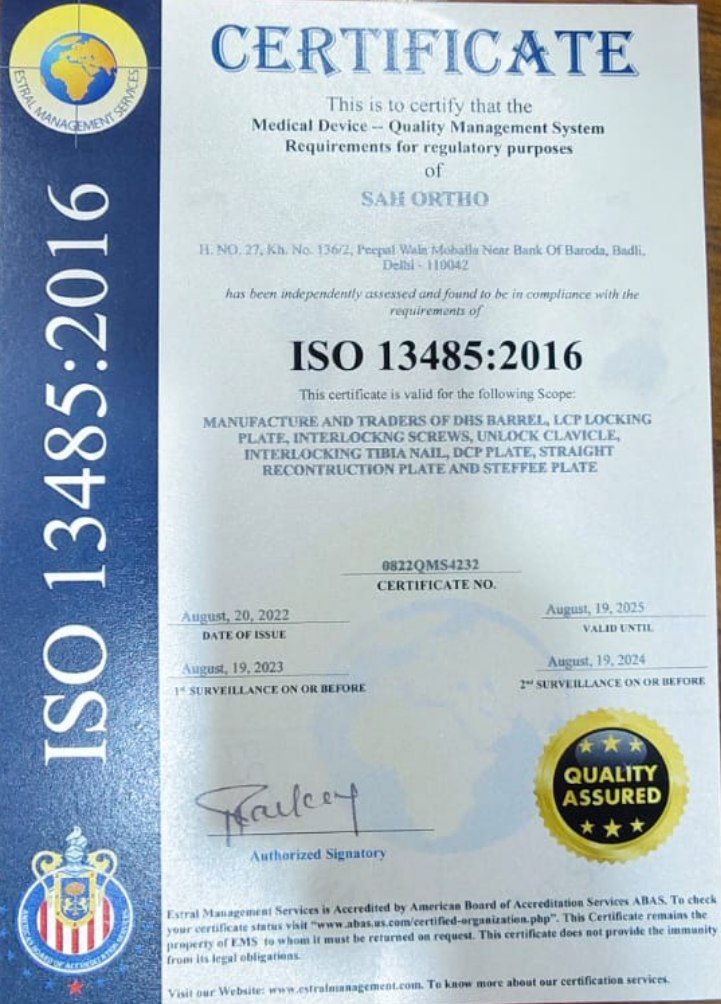 ESTRAL MANAGEMENT SERVICES
ISO 13485:2016
CERTIFICATE
This is to certify that the
Medical Device -- Quality Management System
Requirements for regulatory purposes
of
SAH ORTHO
H. NO. 27, Kh. No. 136/2, Peepal Wala Mohalla Near Bank Of Baroda, Badli,
Delhi - 110042
has been independently assessed and found to be in compliance with the
requirements of
ISO 13485:2016
This certificate is valid for the following Scope:
MANUFACTURE AND TRADERS OF DHS BARREL, LCP LOCKING
PLATE, INTERLOCKNG SCREWS, UNLOCK CLAVICLE,
INTERLOCKING TIBIA NAIL, DCP PLATE, STRAIGHT
RECONTRUCTION PLATE AND STEFFEE PLATE
0822QMS4232
CERTIFICATE NO.
August, 20, 2022
DATE OF ISSUE
August, 19, 2025
VALID UNTIL
August, 19, 2023
1st SURVEILLANCE ON OR BEFORE
August, 19, 2024
2nd SURVEILLANCE ON OR BEFORE
QUALITY
ASSURED
Authorized Signatory
AMERICAN BOARD OF ACCREDITATION SERVICES
Estral Management Services is Accredited by American Board of Accreditation Services ABAS. To check
your certificate status visit "www.abas.us.com/certified-organization.php". This Certificate remains the
property of EMS to whom it must be returned on request. This certificate does not provide the immunity
from its legal obligations.
Visit our Website: www.estralmanagement.com. To know more about our certification services.